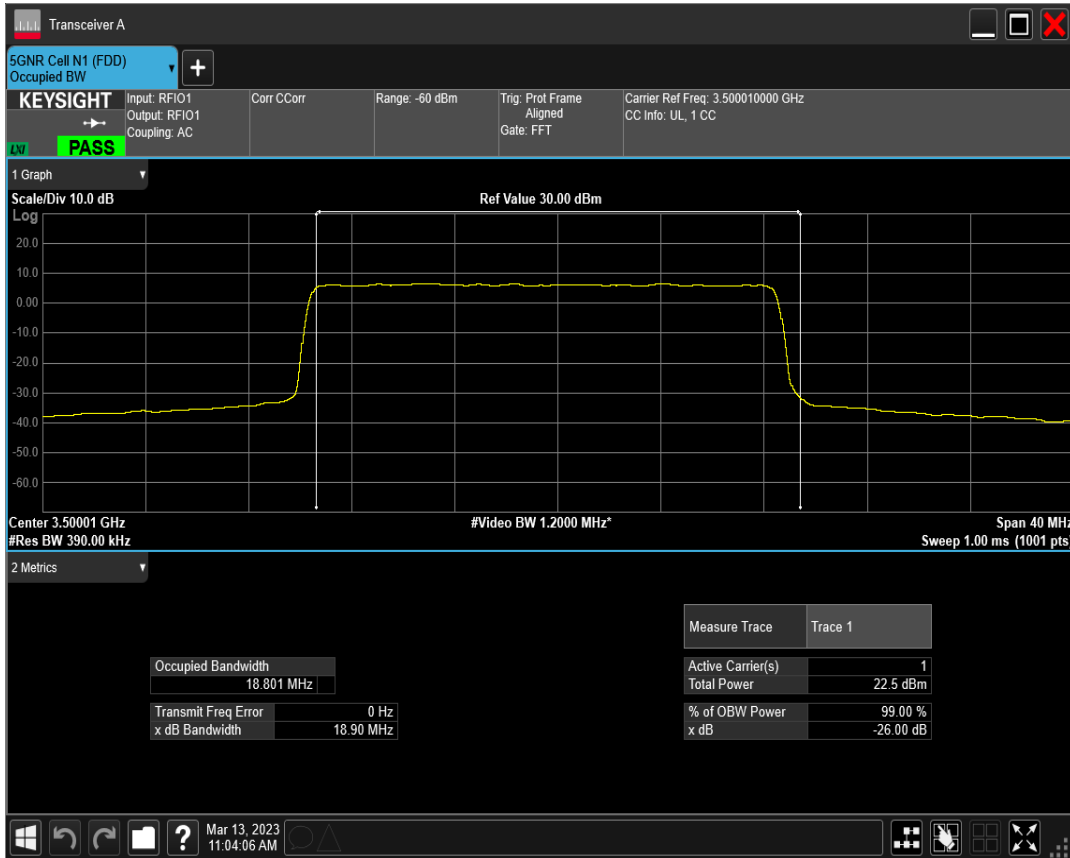 Transceiver A
5GNR Cell N1 (FDD)
Occupied BW
+
KEYSIGHT
LXI
PASS
Input: RFIO1
Output: RFIO1
Coupling: AC
Corr CCorr
Range: -60 dBm
Trig: Prot Frame
Aligned
Gate: FFT
Carrier Ref Freq: 3.500010000 GHz
CC Info: UL, 1 CC
1 Graph
Scale/Div 10.0 dB
Ref Value 30.00 dBm
Log
20.0
10.0
0.00
-10.0
-20.0
-30.0
-40.0
-50.0
-60.0
Center 3.50001 GHz
#Video BW 1.2000 MHz*
Span 40 MHz
#Res BW 390.00 kHz
Sweep 1.00 ms (1001 pts)
2 Metrics
Measure Trace Trace 1
Occupied Bandwidth
18.801 MHz
Transmit Freq Error 0 Hz
x dB Bandwidth 18.90 MHz
Active Carrier(s) 1
Total Power 22.5 dBm
% of OBW Power 99.00 %
x dB -26.00 dB
?
Mar 13, 2023
11:04:06 AM